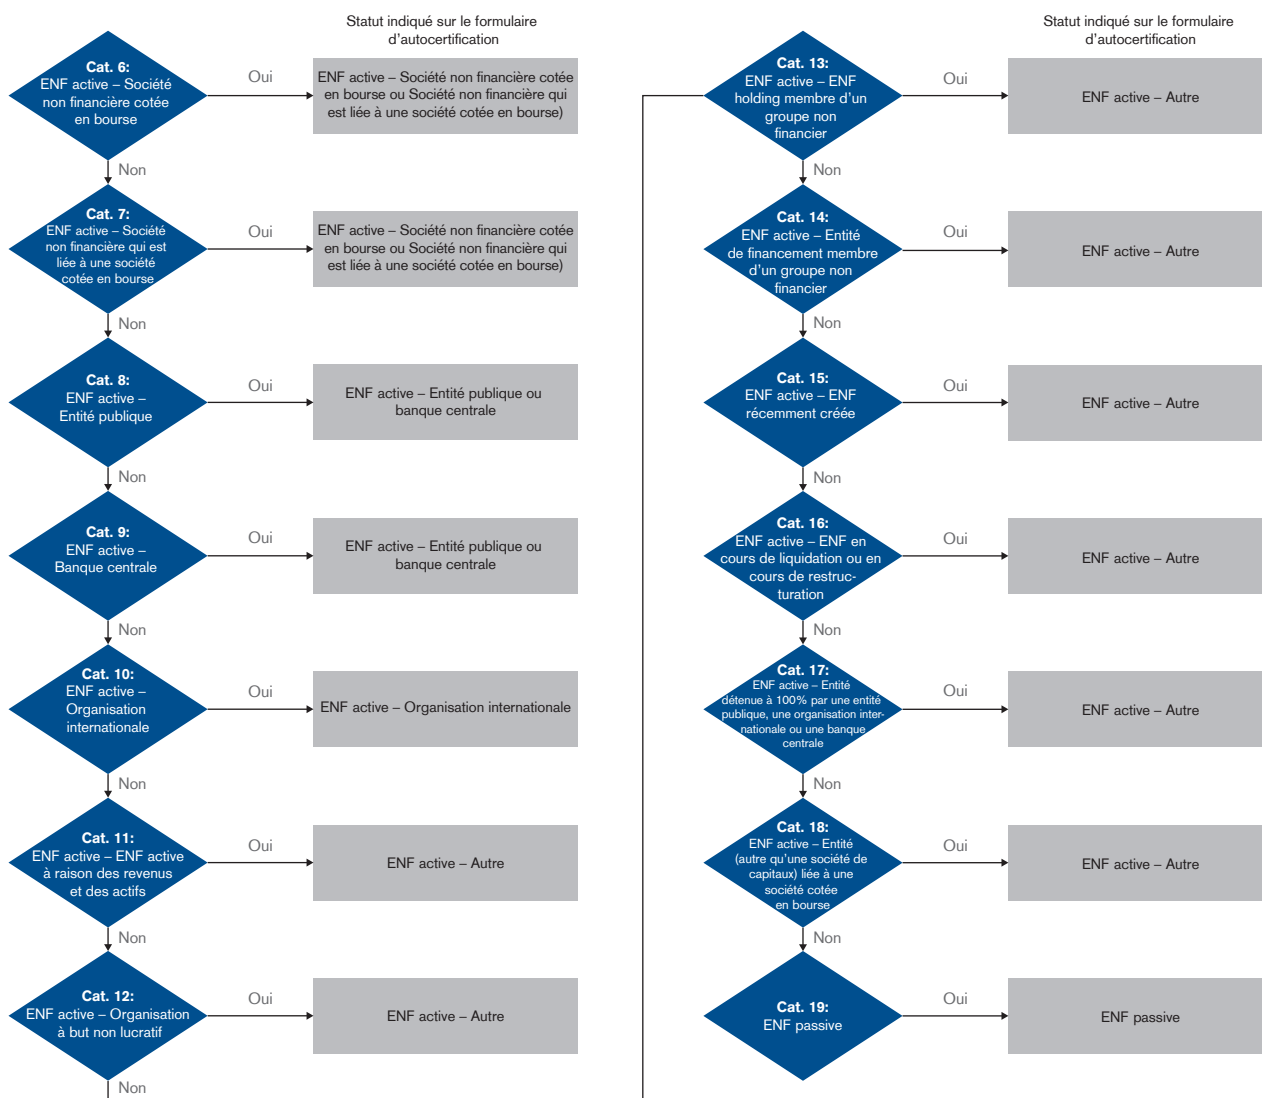 Statut indiqué sur le formulaire
d'autocertification
Cat. 6:
ENF active – Société
non financière cotée
en bourse
Oui
ENF active – Société non financière cotée
en bourse ou Société non financière qui
est liée à une société cotée en bourse)
Non
Cat. 7:
ENF active – Société
non financière qui est
liée à une société
cotée en bourse
Oui
ENF active – Société non financière cotée
en bourse ou Société non financière qui
est liée à une société cotée en bourse)
Non
Cat. 8:
ENF active –
Entité publique
Oui
ENF active – Entité publique ou
banque centrale
Non
Cat. 9:
ENF active –
Banque centrale
Oui
ENF active – Entité publique ou
banque centrale
Non
Cat. 10:
ENF active –
Organisation
internationale
Oui
ENF active – Organisation internationale
Non
Cat. 11:
ENF active – ENF active
à raison des revenus
et des actifs
Oui
ENF active – Autre
Non
Cat. 12:
ENF active – Organisation
à but non lucratif
Oui
ENF active – Autre
Non
Statut indiqué sur le formulaire
d'autocertification
Cat. 13:
ENF active – ENF
holding membre d'un
groupe non
financier
Oui
ENF active – Autre
Non
Cat. 14:
ENF active – Entité
de financement membre
d'un groupe non
financier
Oui
ENF active – Autre
Non
Cat. 15:
ENF active – ENF
récemment créée
Oui
ENF active – Autre
Non
Cat. 16:
ENF active – ENF en
cours de liquidation ou en
cours de restruc-
turation
Oui
ENF active – Autre
Non
Cat. 17:
ENF active – Entité
détenue à 100% par une entité
publique, une organisation inter-
nationale ou une banque
centrale
Oui
ENF active – Autre
Non
Cat. 18:
ENF active – Entité
(autre qu'une société de
capitaux) liée à une
société cotée
en bourse
Oui
ENF active – Autre
Non
Cat. 19:
ENF passive
Oui
ENF passive